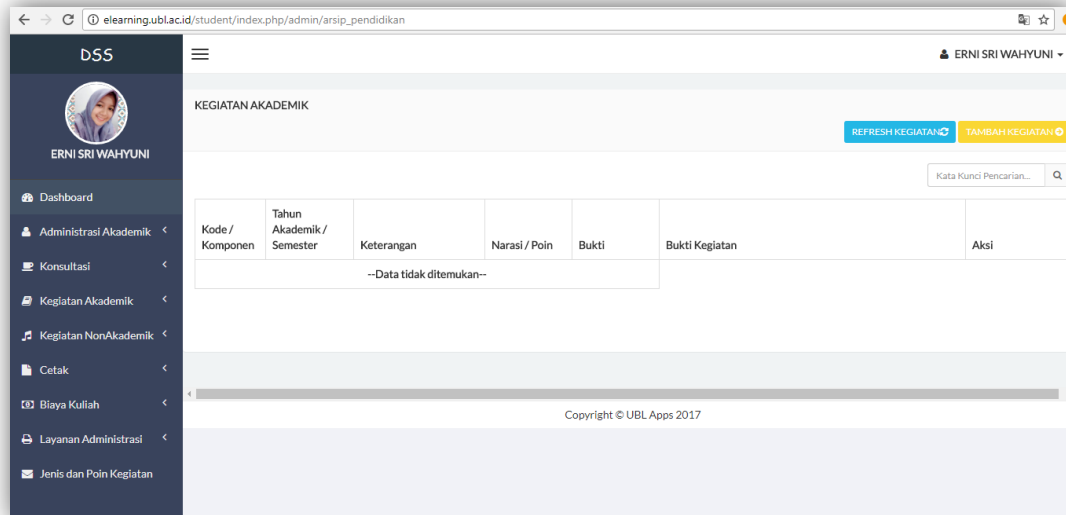 elearning.ubl.ac.id/student/index.php/admin/arsip_pendidikan
DSS
ERNI SRI WAHYUNI
ERNI SRI WAHYUNI
Dashboard
Administrasi Akademik
Konsultasi
Kegiatan Akademik
Kegiatan NonAkademik
Cetak
Biaya Kuliah
Layanan Administrasi
Jenis dan Poin Kegiatan
KEGIATAN AKADEMIK
REFRESH KEGIATAN TAMBAH KEGIATAN
Kata Kunci Pencarian...
Kode / Komponen
Tahun Akademik / Semester
Keterangan
Narasi / Poin
Bukti
Bukti Kegiatan
Aksi
--Data tidak ditemukan--
Copyright © UBL Apps 2017